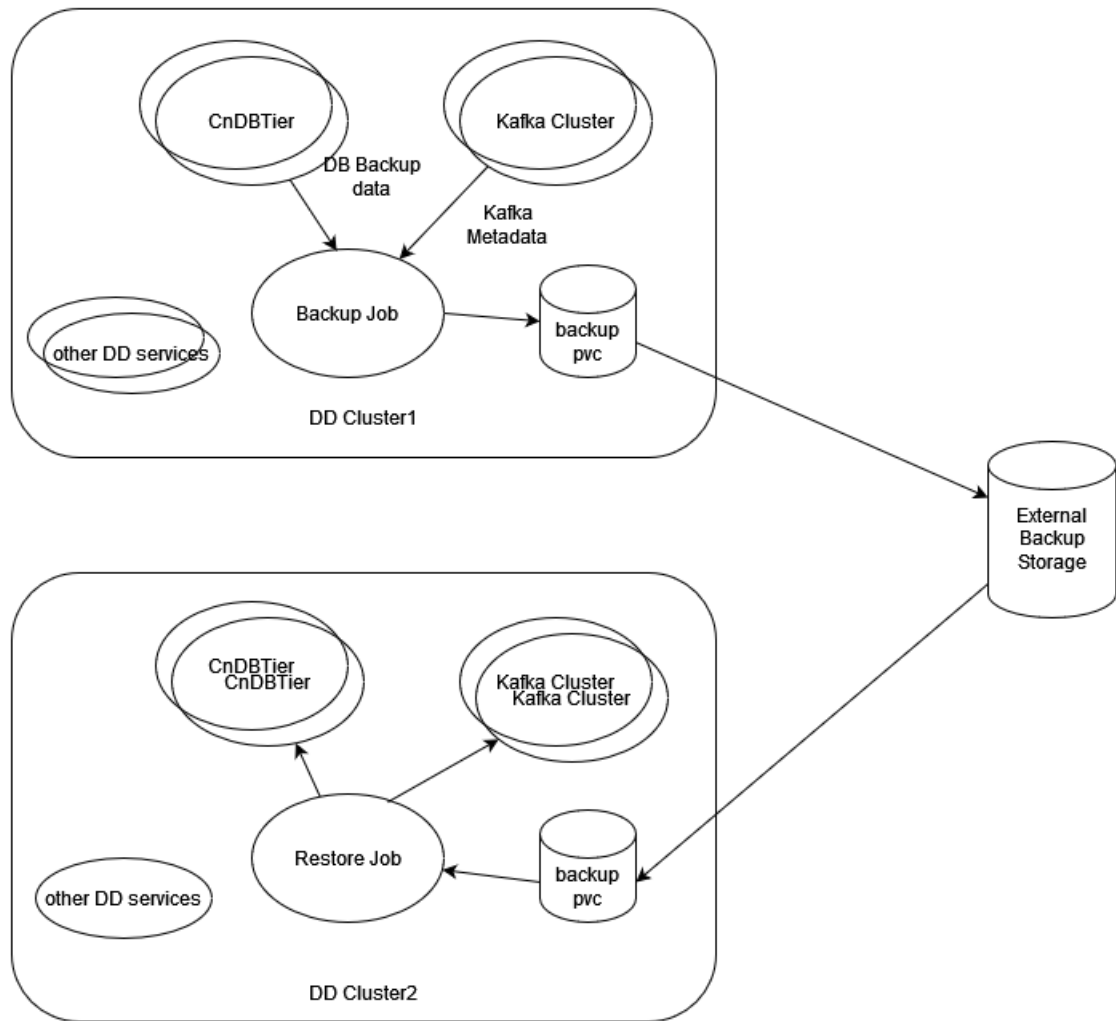 CnDBTier
Kafka Cluster
DB Backup
data
Kafka
Metadata
Backup Job
backup
pvc
other DD services
DD Cluster1
External
Backup
Storage
CnDBTier
CnDBTier
Kafka Cluster
Kafka Cluster
Restore Job
backup
pvc
other DD services
DD Cluster2